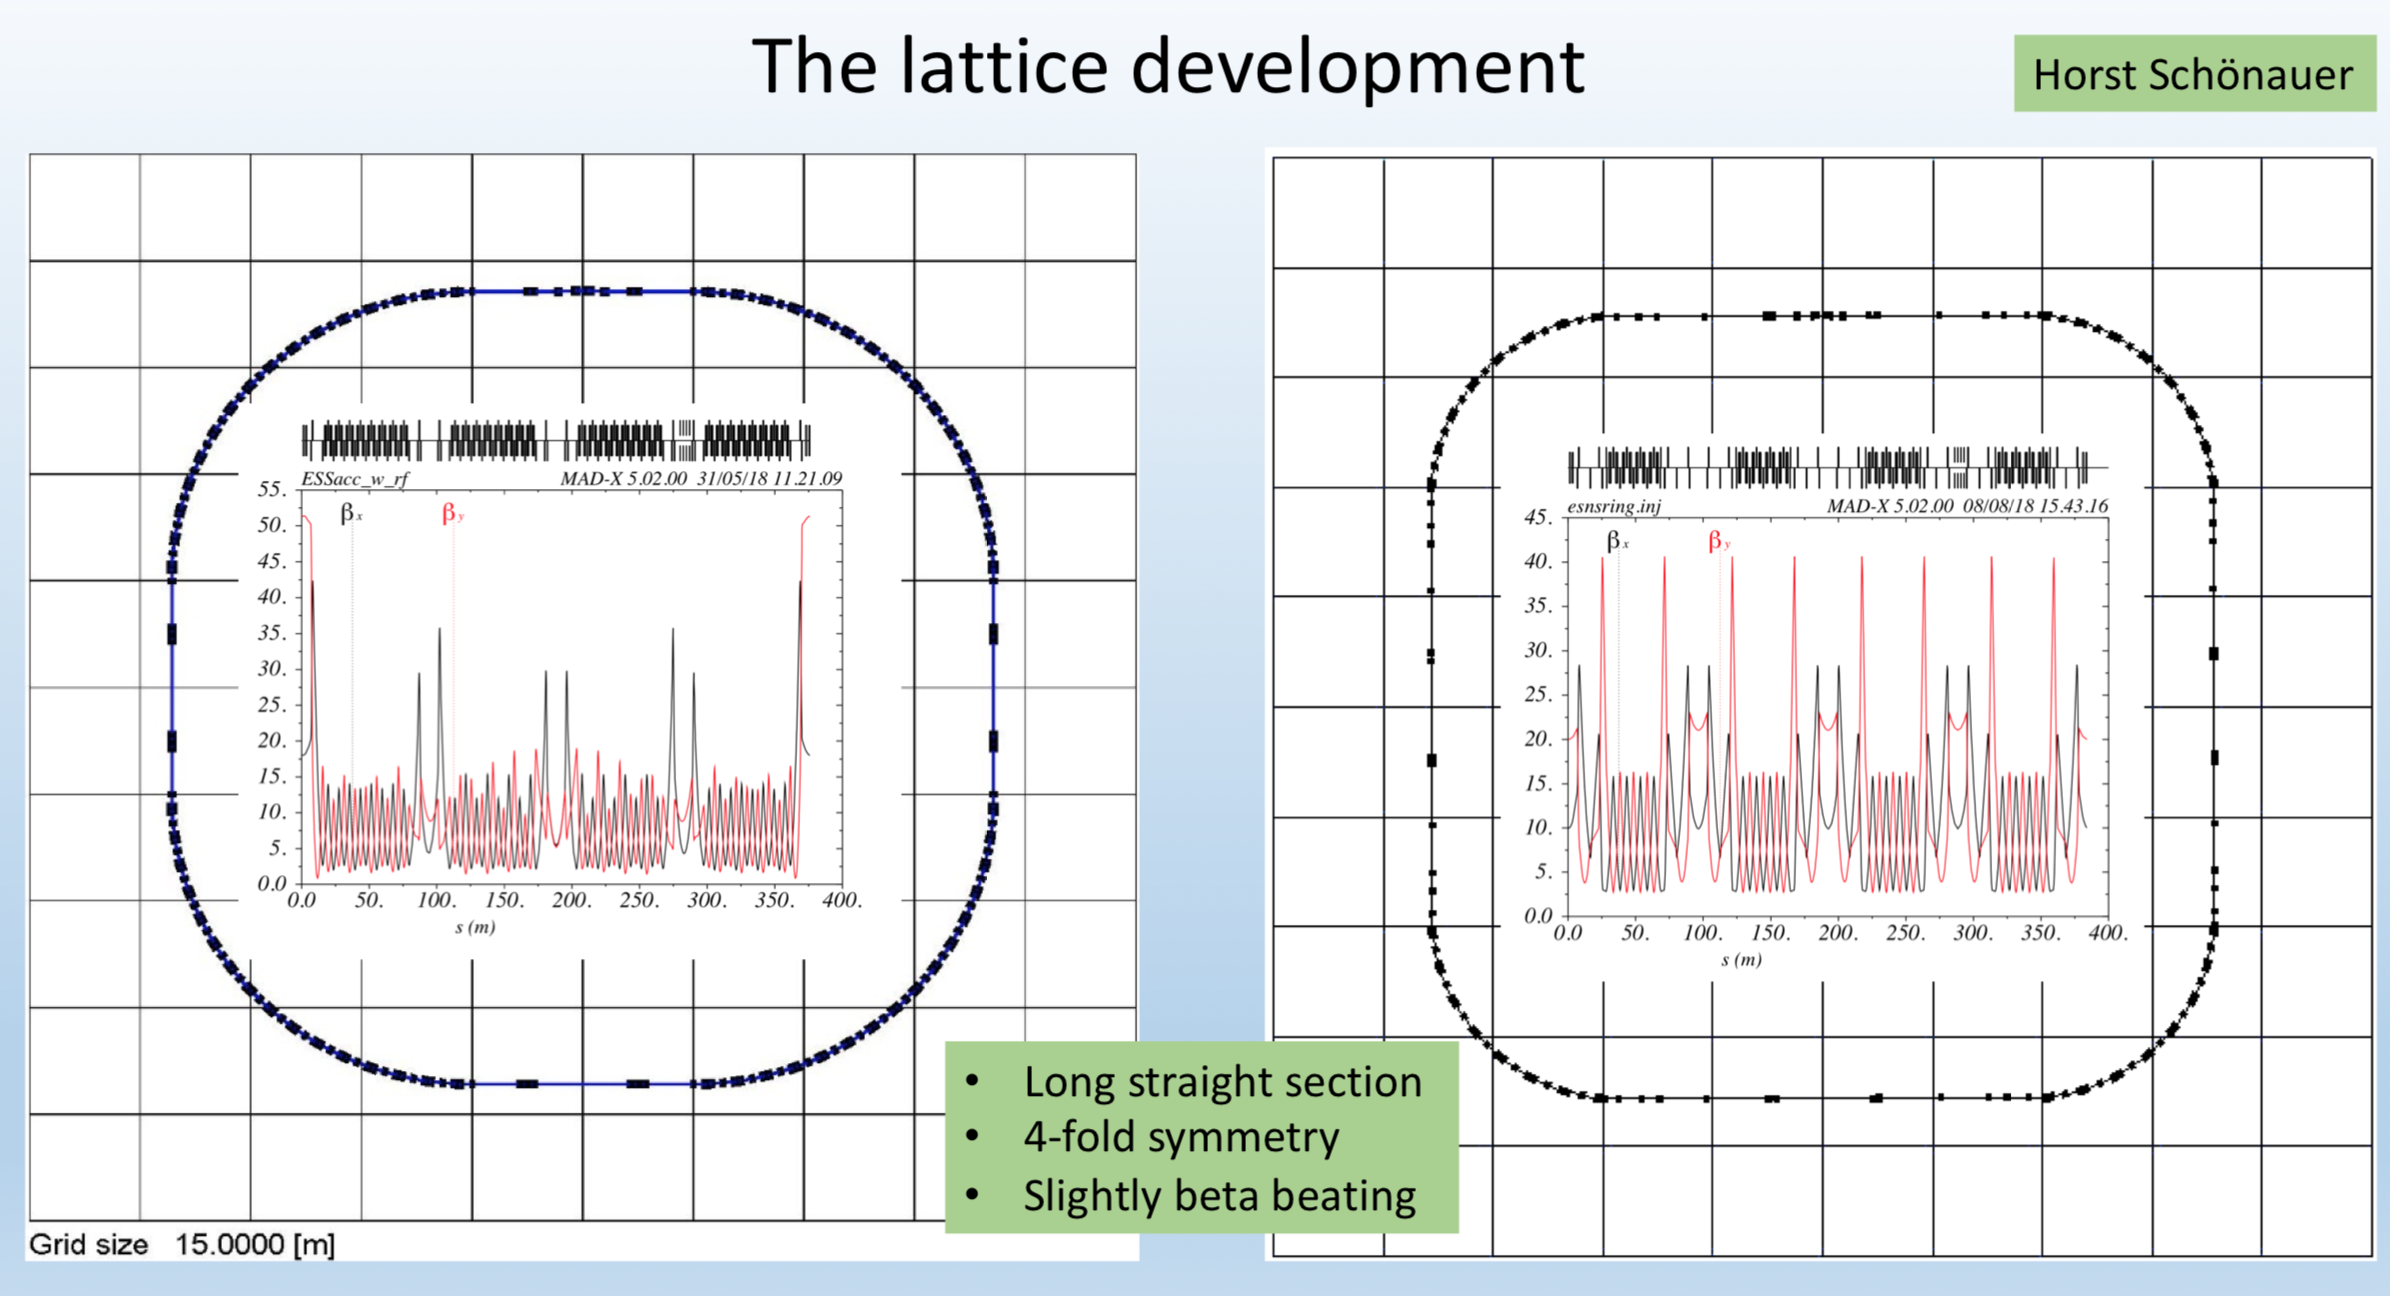 The lattice development
Horst Schönauer
ESSacc_w_rf MAD-X 5.02.00 31/05/18 11.21.09
βx βy
55.
50.
45.
40.
35.
30.
25.
20.
15.
10.
5.
0.0
0.0 50. 100. 150. 200. 250. 300. 350. 400.
s (m)
Grid size 15.0000 [m]
esnsring.inj MAD-X 5.02.00 08/08/18 15.43.16
βx βy
45.
40.
35.
30.
25.
20.
15.
10.
5.
0.0
0.0 50. 100. 150. 200. 250. 300. 350. 400.
s (m)
• Long straight section
• 4-fold symmetry
• Slightly beta beating